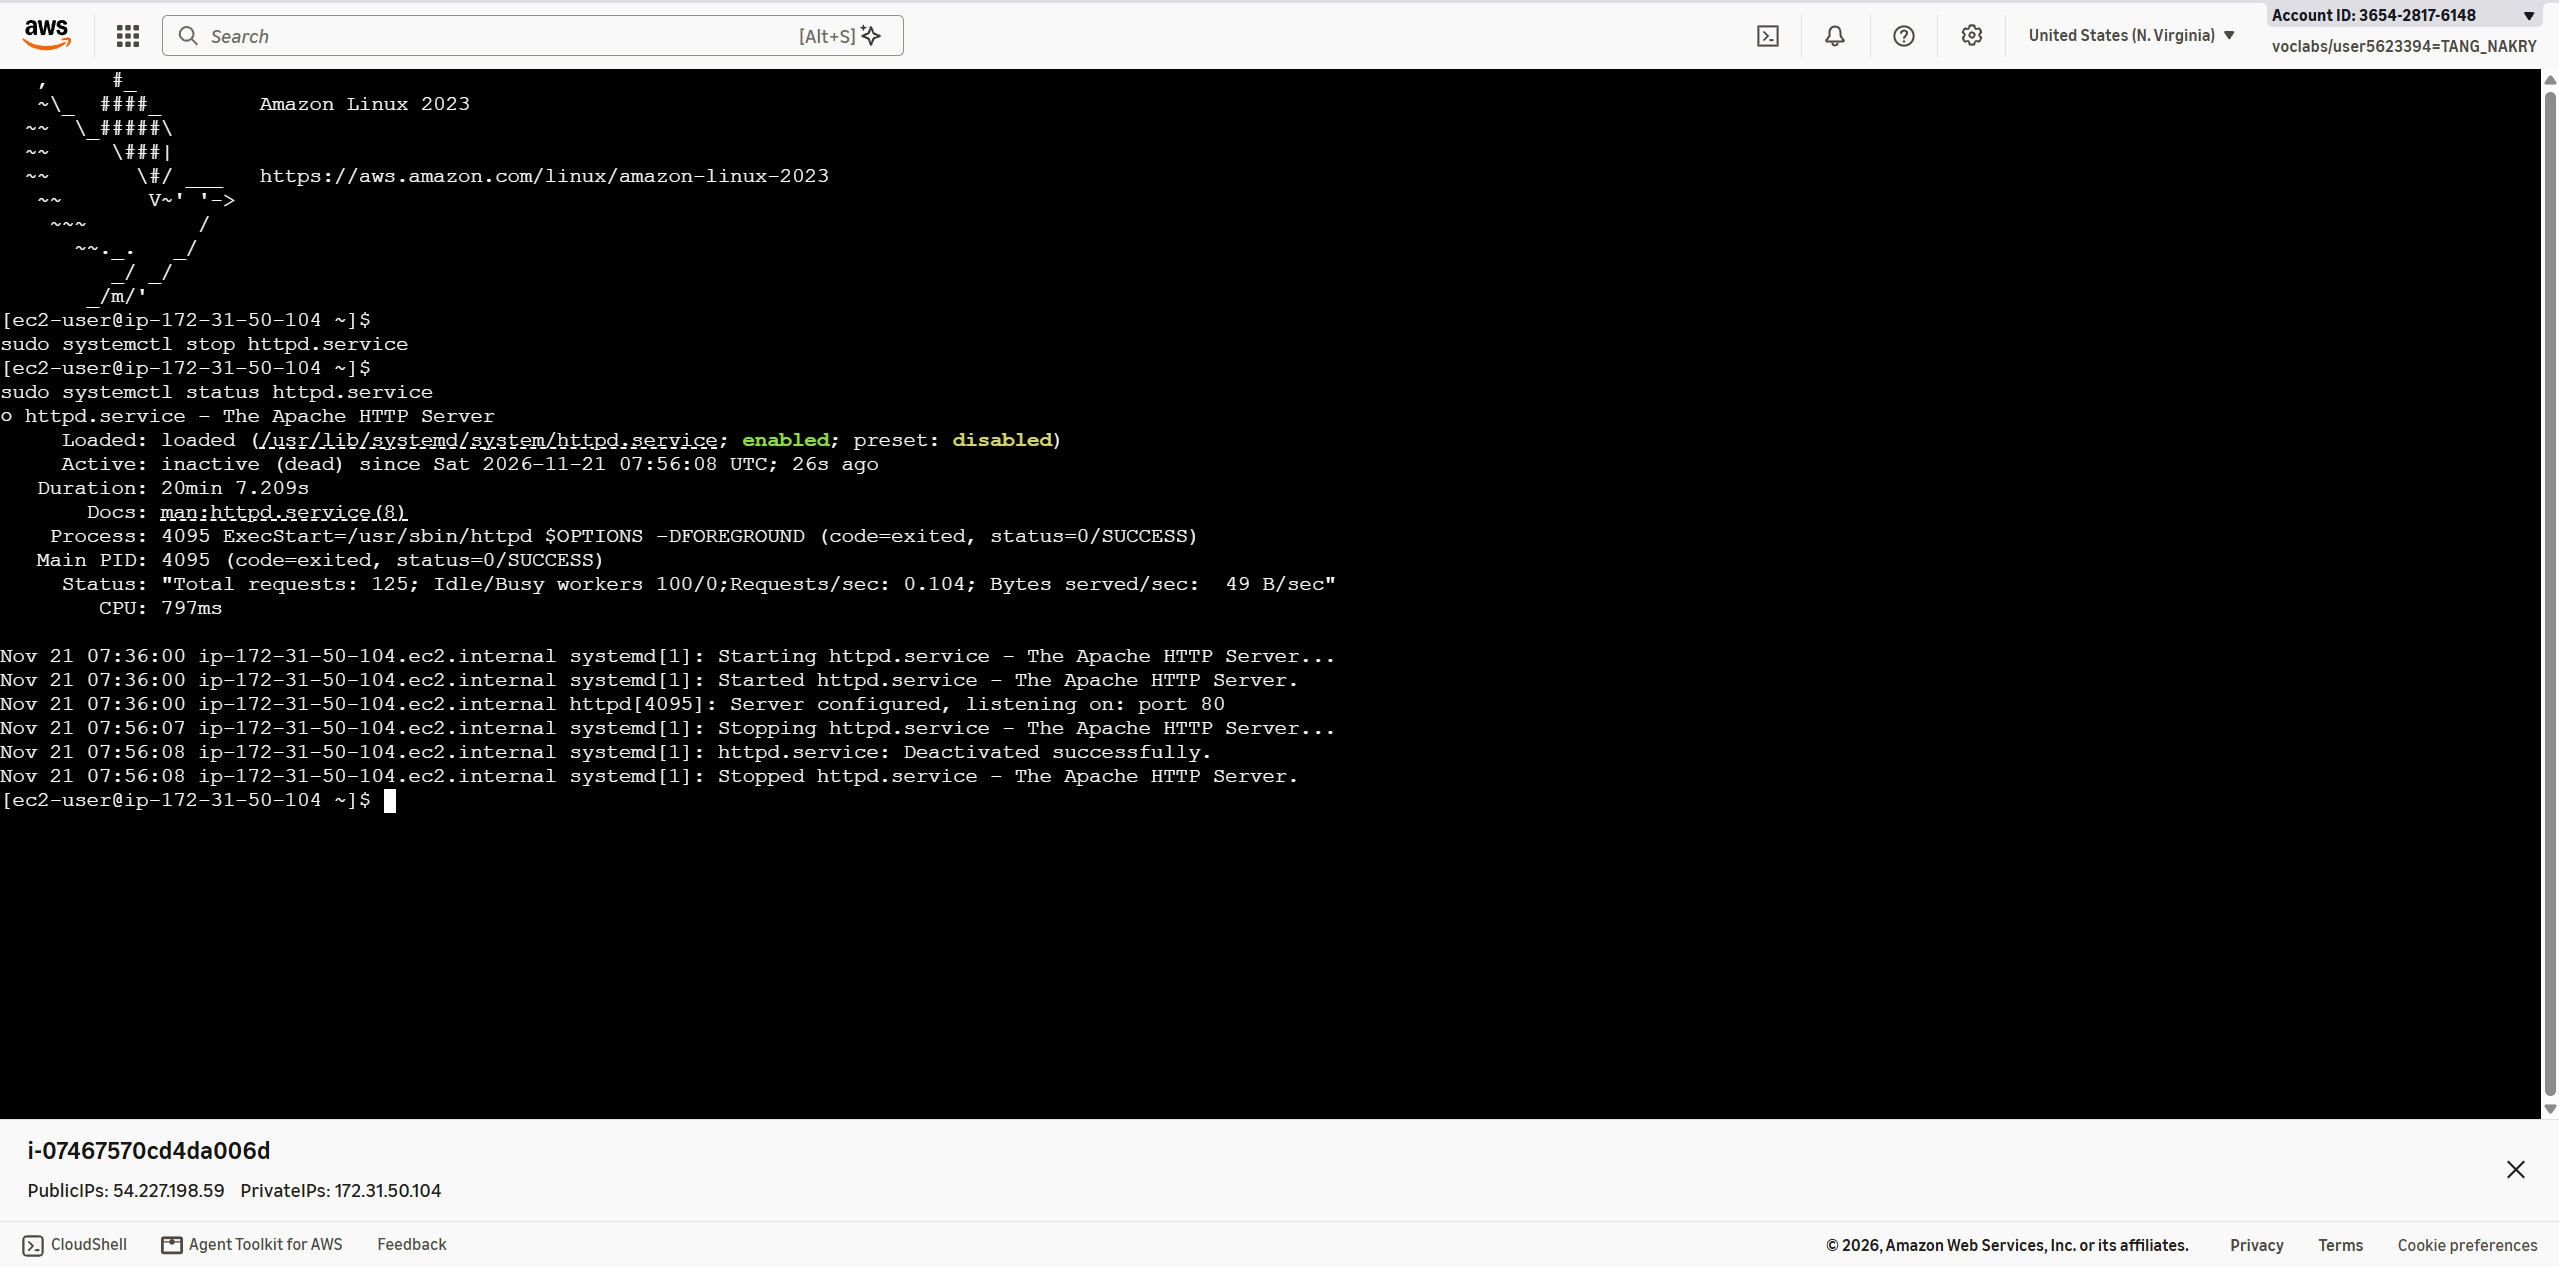 aws
Search [Alt+S]
United States (N. Virginia)
Account ID: 3654-2817-6148
voclabs/user5623394=TANG_NAKRY
   ,     #_
   ~\_  ####_        Amazon Linux 2023
  ~~  \_#####\
  ~~     \###|
  ~~       \#/ ___   https://aws.amazon.com/linux/amazon-linux-2023
   ~~       V~' '->
    ~~~         /
      ~~._.   _/
         _/ _/
       _/m/'
[ec2-user@ip-172-31-50-104 ~]$
sudo systemctl stop httpd.service
[ec2-user@ip-172-31-50-104 ~]$
sudo systemctl status httpd.service
○ httpd.service - The Apache HTTP Server
     Loaded: loaded (/usr/lib/systemd/system/httpd.service; enabled; preset: disabled)
     Active: inactive (dead) since Sat 2026-11-21 07:56:08 UTC; 26s ago
   Duration: 20min 7.209s
       Docs: man:httpd.service(8)
    Process: 4095 ExecStart=/usr/sbin/httpd $OPTIONS -DFOREGROUND (code=exited, status=0/SUCCESS)
   Main PID: 4095 (code=exited, status=0/SUCCESS)
     Status: "Total requests: 125; Idle/Busy workers 100/0;Requests/sec: 0.104; Bytes served/sec:  49 B/sec"
        CPU: 797ms

Nov 21 07:36:00 ip-172-31-50-104.ec2.internal systemd[1]: Starting httpd.service - The Apache HTTP Server...
Nov 21 07:36:00 ip-172-31-50-104.ec2.internal systemd[1]: Started httpd.service - The Apache HTTP Server.
Nov 21 07:36:00 ip-172-31-50-104.ec2.internal httpd[4095]: Server configured, listening on: port 80
Nov 21 07:56:07 ip-172-31-50-104.ec2.internal systemd[1]: Stopping httpd.service - The Apache HTTP Server...
Nov 21 07:56:08 ip-172-31-50-104.ec2.internal systemd[1]: httpd.service: Deactivated successfully.
Nov 21 07:56:08 ip-172-31-50-104.ec2.internal systemd[1]: Stopped httpd.service - The Apache HTTP Server.
[ec2-user@ip-172-31-50-104 ~]$
i-07467570cd4da006d
PublicIPs: 54.227.198.59 PrivateIPs: 172.31.50.104
CloudShell Agent Toolkit for AWS Feedback © 2026, Amazon Web Services, Inc. or its affiliates. Privacy Terms Cookie preferences